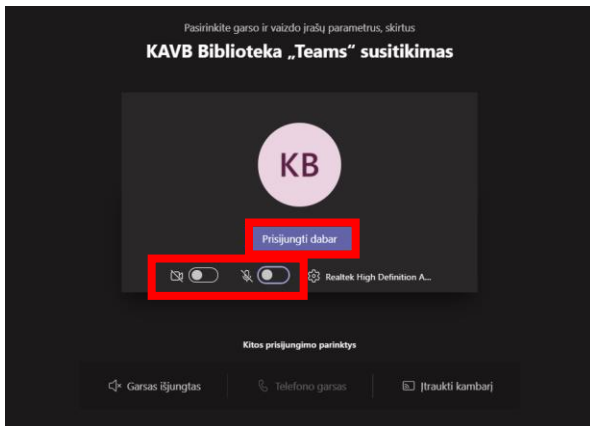 Pasirinkite garso ir vaizdo įrašų parametrus, skirtus
KAVB Biblioteka „Teams“ susitikimas
KB
Prisijungti dabar
Realtek High Definition A...
Kitos prisijungimo parinktys
Garsas išjungtas
Telefono garsas
Įtraukti kambarį